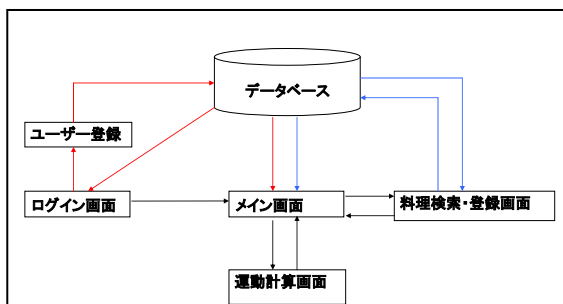 データベース
ユーザー登録
ログイン画面
メイン画面
料理検索・登録画面
運動計算画面